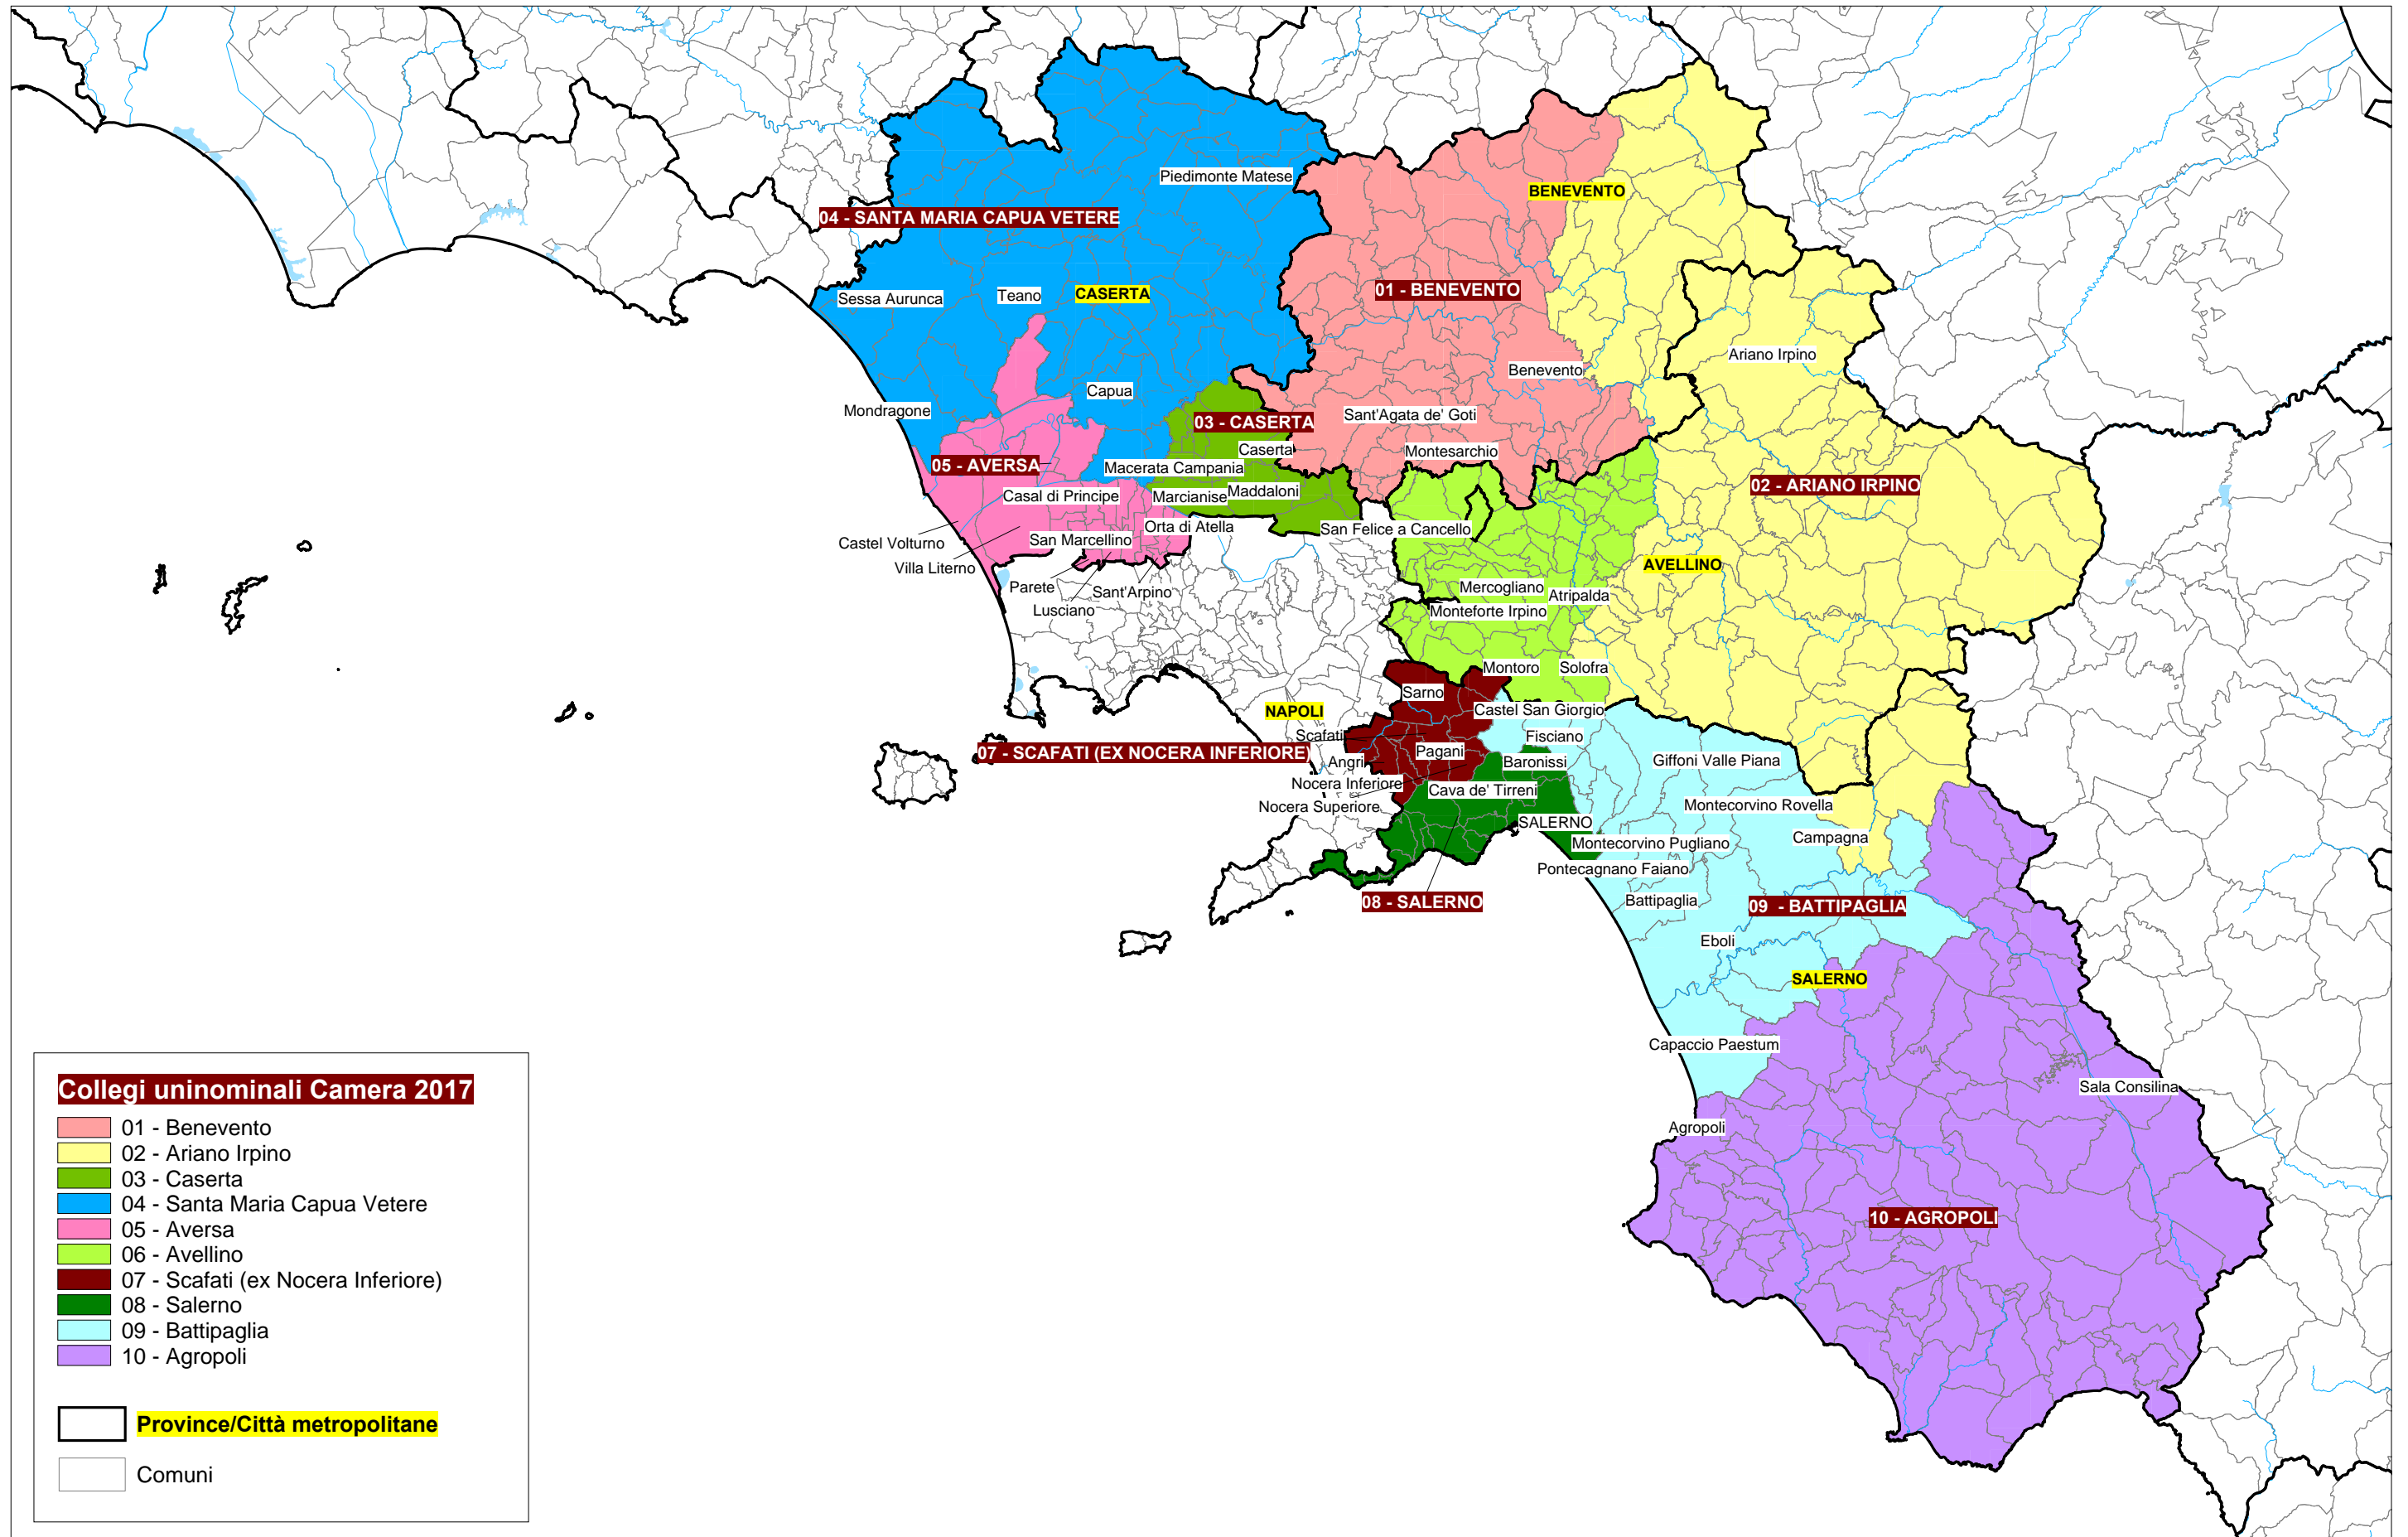 Piedimonte Matese
BENEVENTO
04 - SANTA MARIA CAPUA VETERE
01 - BENEVENTO
Sessa Aurunca
Teano
CASERTA
Ariano Irpino
Benevento
Capua
Mondragone
Sant'Agata de' Goti
03 - CASERTA
Caserta
Montesarchio
05 - AVERSA
Macerata Campania
02 - ARIANO IRPINO
Casal di Principe
Marcianise
Maddaloni
Orta di Atella
San Felice a Cancello
Castel Volturno
San Marcellino
Villa Literno
AVELLINO
Parete
Sant'Arpino
Mercogliano
Atripalda
Lusciano
Monteforte Irpino
Montoro
Solofra
Sarno
NAPOLI
Castel San Giorgio
Scafati
Fisciano
07 - SCAFATI (EX NOCERA INFERIORE)
Pagani
Angri
Baronissi
Giffoni Valle Piana
Nocera Inferiore
Cava de' Tirreni
Nocera Superiore
Montecorvino Rovella
SALERNO
Campagna
Montecorvino Pugliano
Pontecagnano Faiano
08 - SALERNO
Battipaglia
09 - BATTIPAGLIA
Eboli
SALERNO
Capaccio Paestum
Sala Consilina
Agropoli
10 - AGROPOLI
Collegi uninominali Camera 2017
01 - Benevento
02 - Ariano Irpino
03 - Caserta
04 - Santa Maria Capua Vetere
05 - Aversa
06 - Avellino
07 - Scafati (ex Nocera Inferiore)
08 - Salerno
09 - Battipaglia
10 - Agropoli
Province/Città metropolitane
Comuni